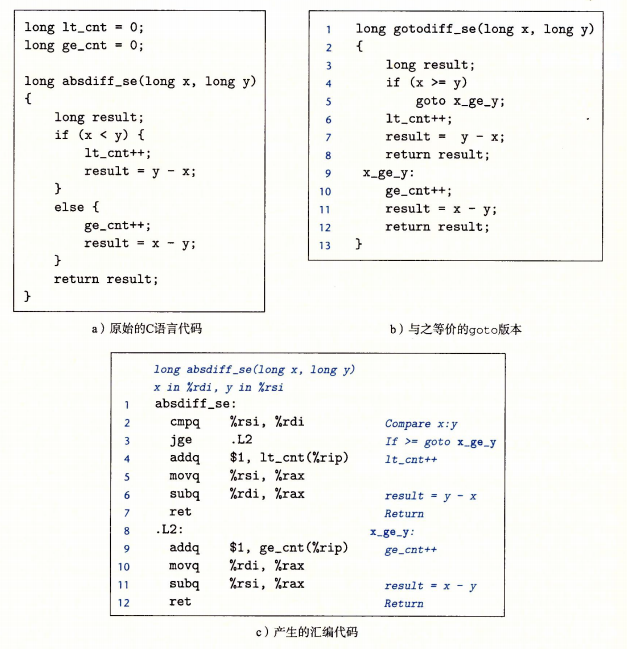 long lt_cnt = 0;
long ge_cnt = 0;
long absdiff_se(long x, long y)
{
    long result;
    if (x < y) {
        lt_cnt++;
        result = y - x;
    }
    else {
        ge_cnt++;
        result = x - y;
    }
    return result;
}
a）原始的C语言代码
1 long gotodiff_se(long x, long y)
2 {
3     long result;
4     if (x >= y)
5         goto x_ge_y;
6     lt_cnt++;
7     result =  y - x;
8     return result;
9  x_ge_y:
10     ge_cnt++;
11     result = x - y;
12     return result;
13 }
b）与之等价的goto版本
long absdiff_se(long x, long y)
x in %rdi, y in %rsi
1 absdiff_se:
2   cmpq    %rsi, %rdi    Compare x:y
3   jge     .L2    If >= goto x_ge_y
4   addq    $1, lt_cnt(%rip)    lt_cnt++
5   movq    %rsi, %rax
6   subq    %rdi, %rax    result = y - x
7   ret    Return
8 .L2:    x_ge_y:
9   addq    $1, ge_cnt(%rip)    ge_cnt++
10   movq    %rdi, %rax
11   subq    %rsi, %rax    result = x - y
12   ret    Return
c）产生的汇编代码